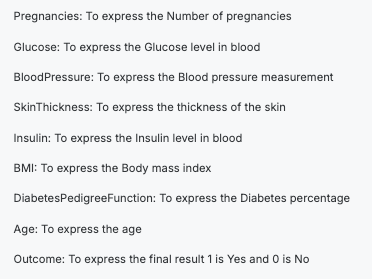 Pregnancies: To express the Number of pregnancies
Glucose: To express the Glucose level in blood
BloodPressure: To express the Blood pressure measurement
SkinThickness: To express the thickness of the skin
Insulin: To express the Insulin level in blood
BMI: To express the Body mass index
DiabetesPedigreeFunction: To express the Diabetes percentage
Age: To express the age
Outcome: To express the final result 1 is Yes and 0 is No